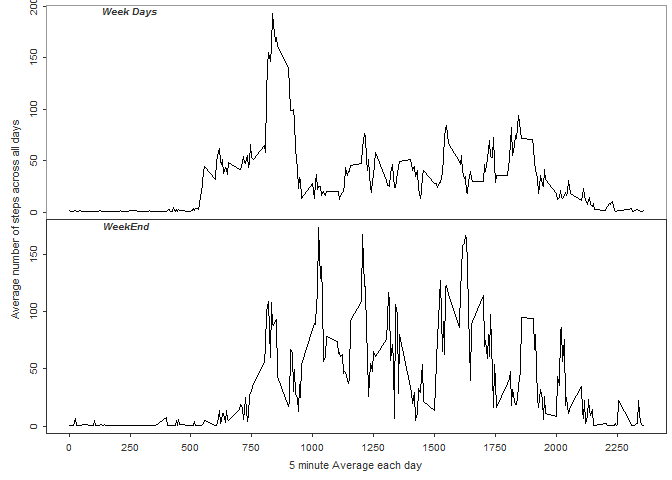 Week Days
200
150
100
50
0
WeekEnd
150
100
50
0
Average number of steps across all days
0 250 500 750 1000 1250 1500 1750 2000 2250
5 minute Average each day